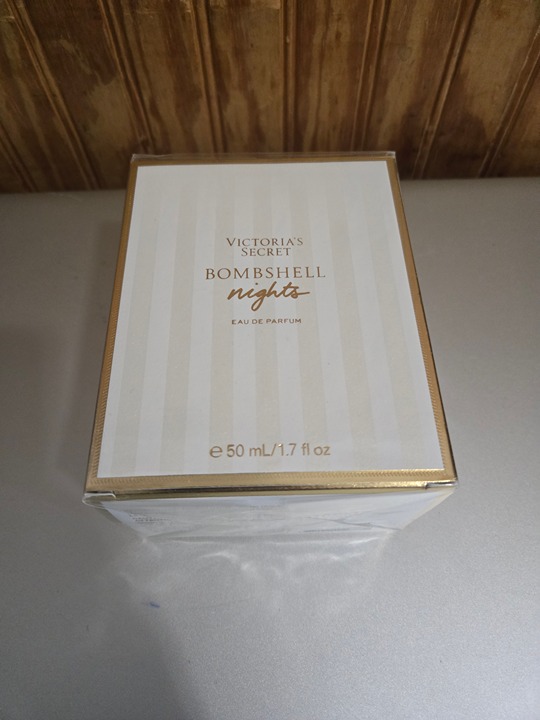 VICTORIA'S
SECRET
BOMBSHELL
nights
EAU DE PARFUM
℮ 50 mL/1.7 fl oz